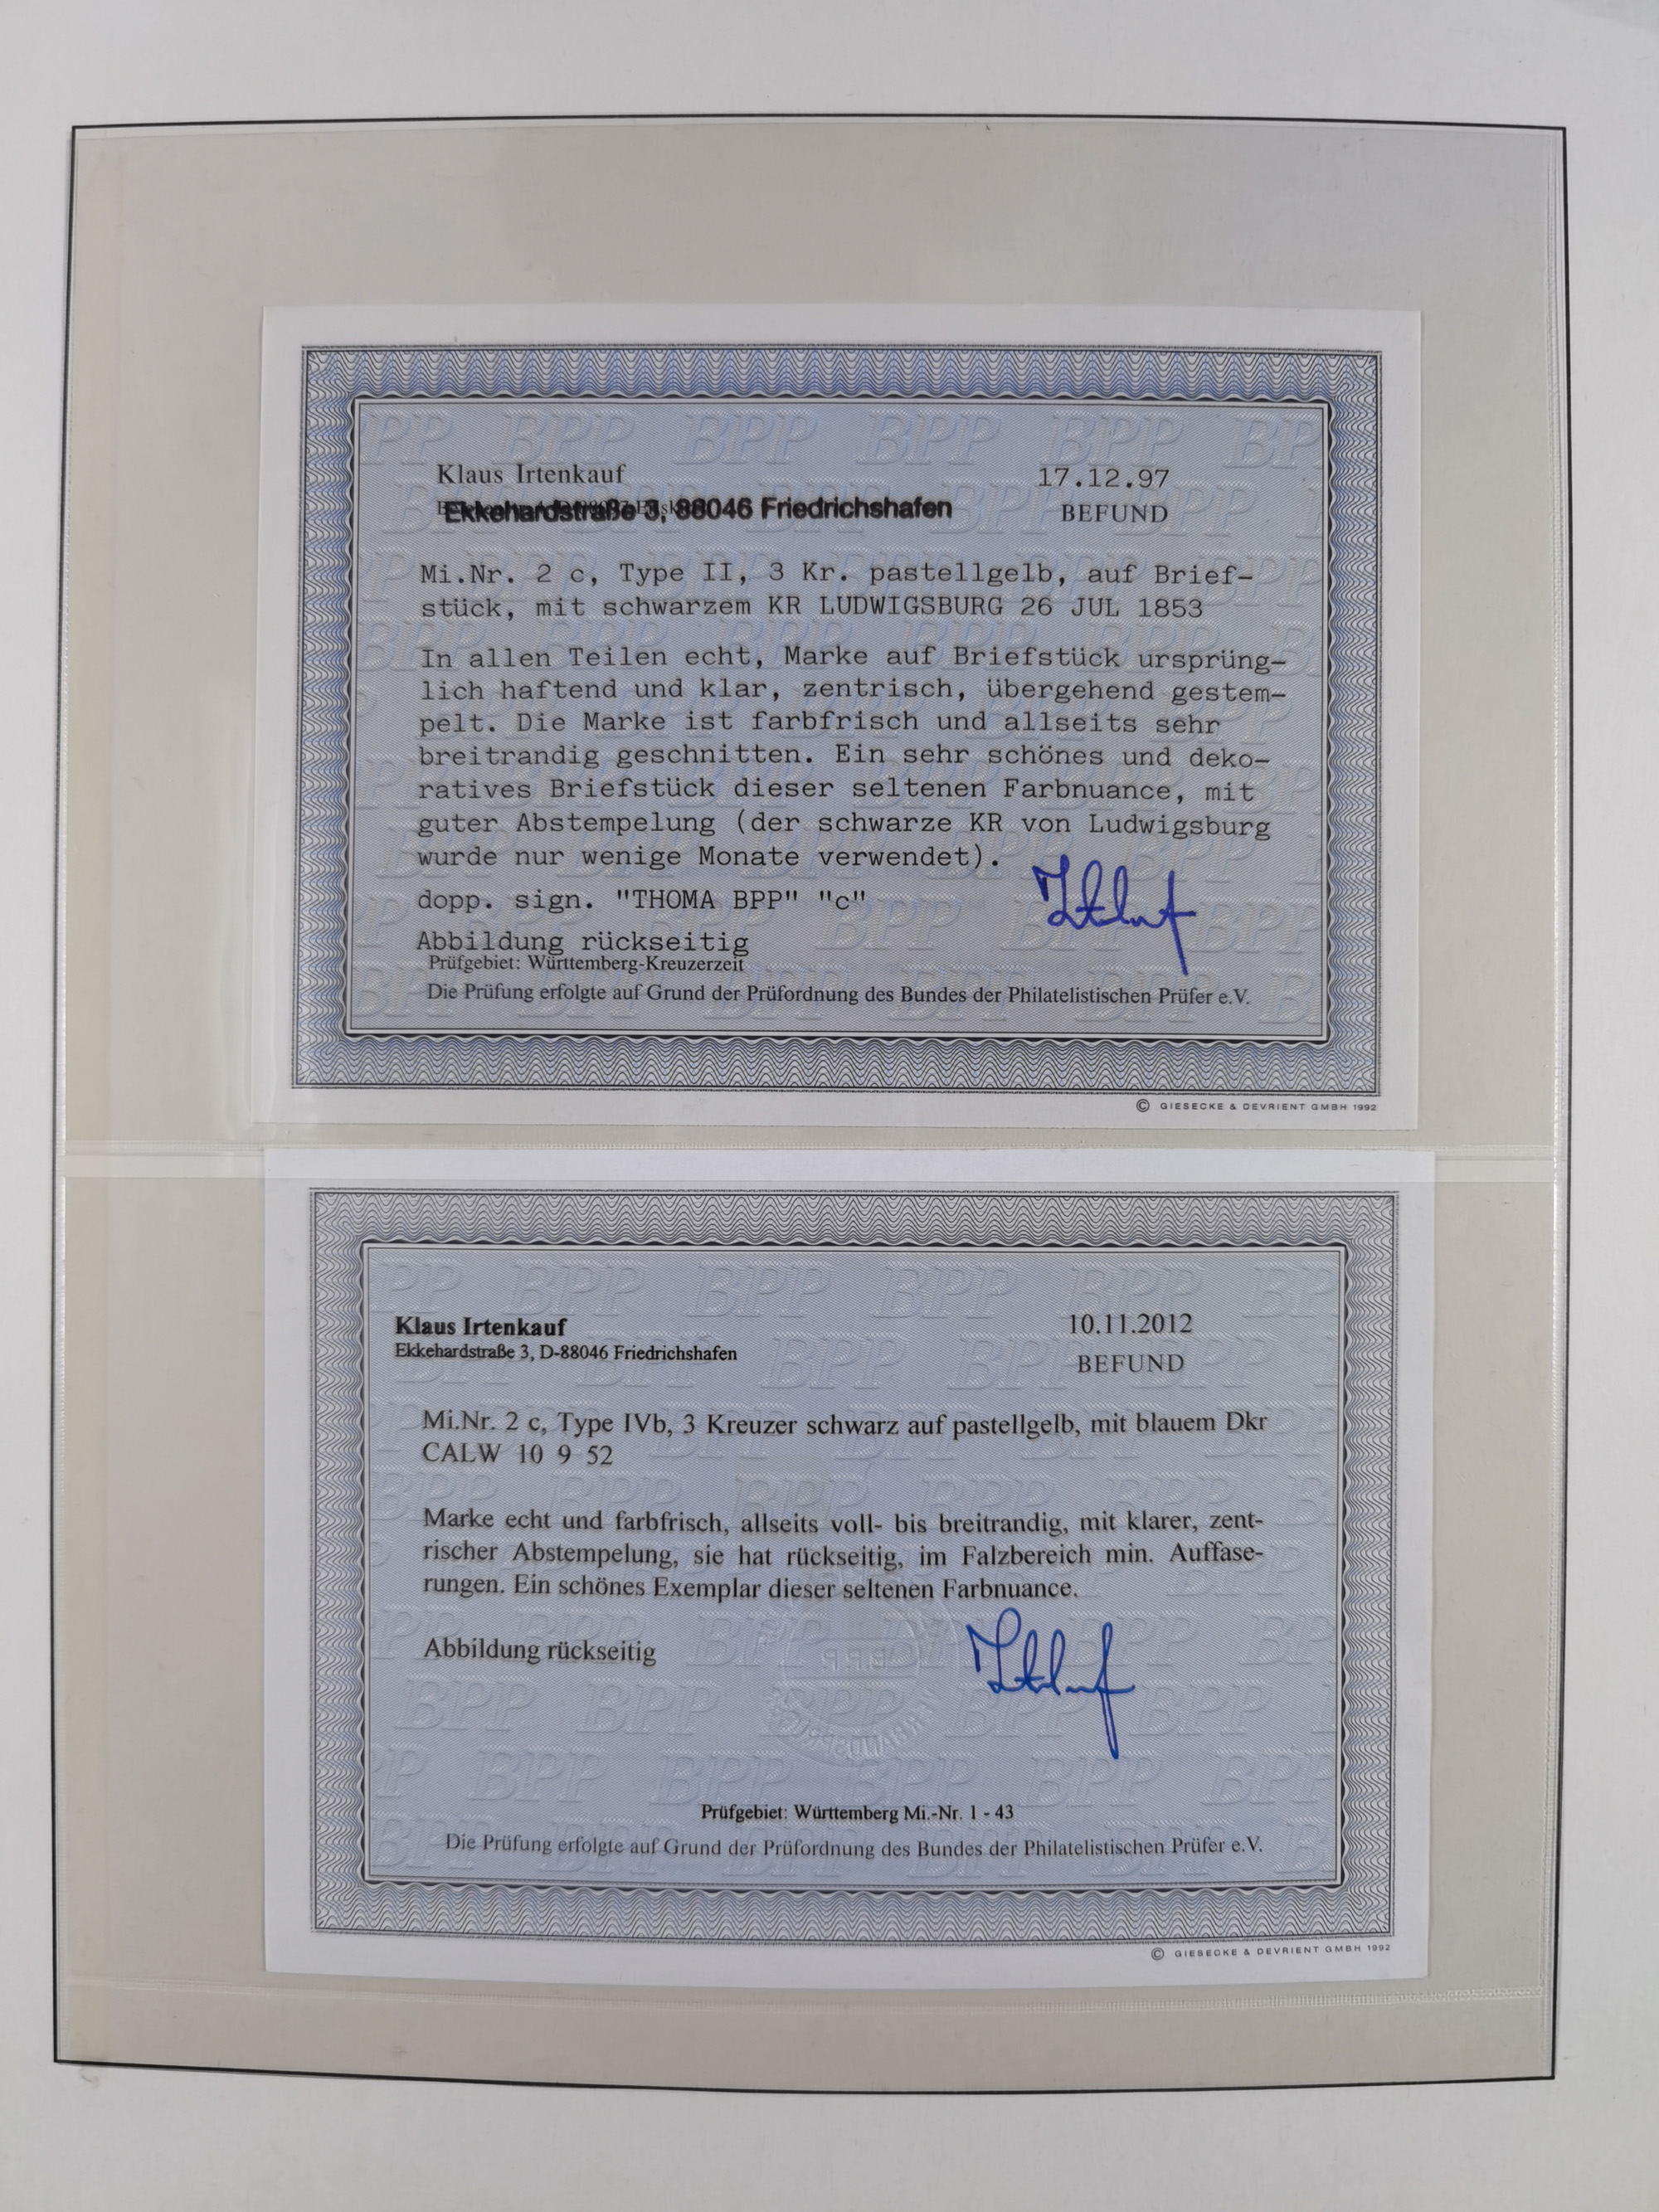 Klaus Irtenkauf
17.12.97
Ekkehardstraße 3, 88046 Friedrichshafen
BEFUND
Mi.Nr. 2 c, Type II, 3 Kr. pastellgelb, auf Brief-
stück, mit schwarzem KR LUDWIGSBURG 26 JUL 1853
In allen Teilen echt, Marke auf Briefstück ursprüng-
lich haftend und klar, zentrisch, übergehend gestem-
pelt. Die Marke ist farbfrisch und allseits sehr
breitrandig geschnitten. Ein sehr schönes und deko-
ratives Briefstück dieser seltenen Farbnuance, mit
guter Abstempelung (der schwarze KR von Ludwigsburg
wurde nur wenige Monate verwendet).
dopp. sign. "THOMA BPP" "c"
Abbildung rückseitig
Prüfgebiet: Württemberg-Kreuzerzeit
Die Prüfung erfolgte auf Grund der Prüfordnung des Bundes der Philatelistischen Prüfer e.V.
© GIESECKE & DEVRIENT GMBH 1992
Klaus Irtenkauf
10.11.2012
Ekkehardstraße 3, D-88046 Friedrichshafen
BEFUND
Mi.Nr. 2 c, Type IVb, 3 Kreuzer schwarz auf pastellgelb, mit blauem Dkr
CALW 10 9 52
Marke echt und farbfrisch, allseits voll- bis breitrandig, mit klarer, zent-
rischer Abstempelung, sie hat rückseitig, im Falzbereich min. Auffase-
rungen. Ein schönes Exemplar dieser seltenen Farbnuance.
Abbildung rückseitig
Prüfgebiet: Württemberg Mi.-Nr. 1 - 43
Die Prüfung erfolgte auf Grund der Prüfordnung des Bundes der Philatelistischen Prüfer e.V.
© GIESECKE & DEVRIENT GMBH 1992